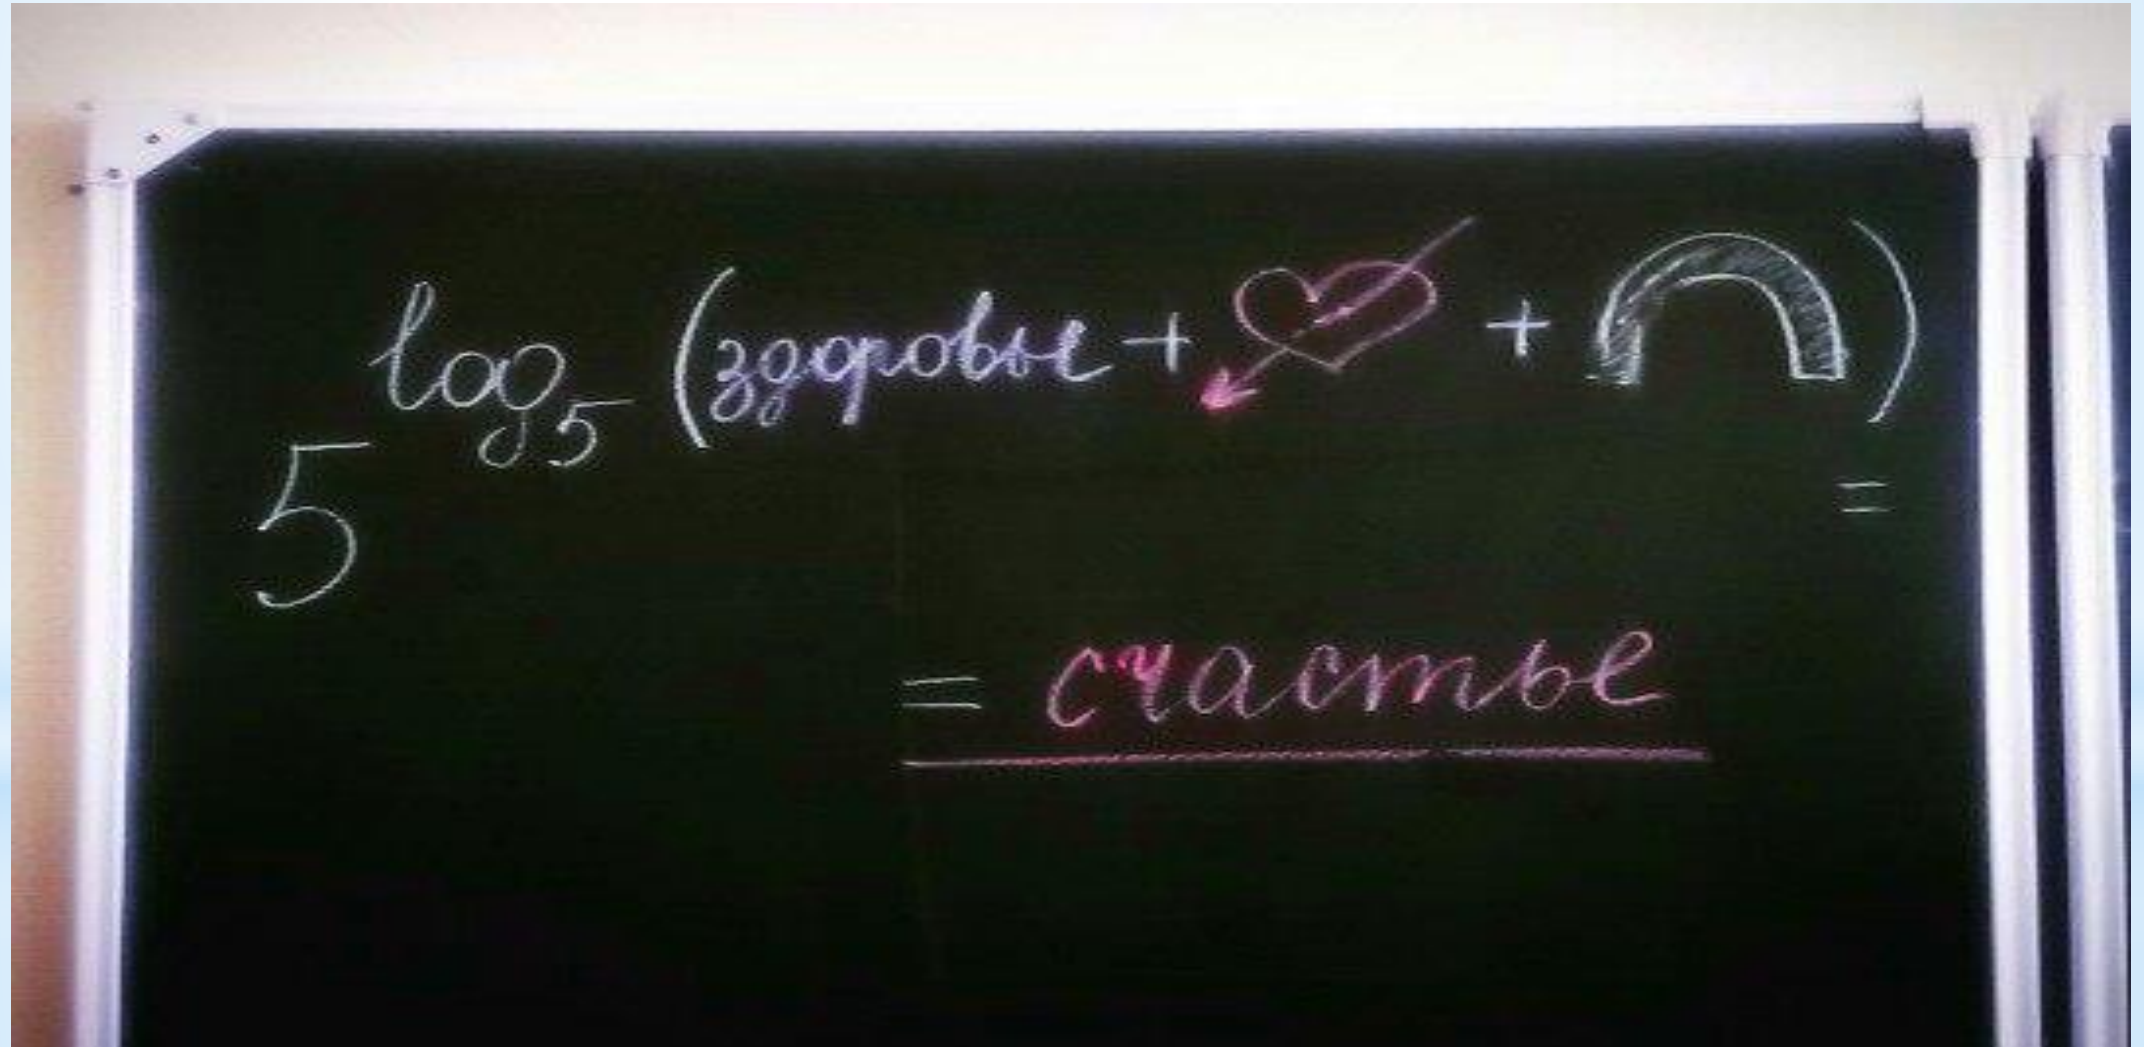 5 log5 (здоровье + + ) =
= счастье